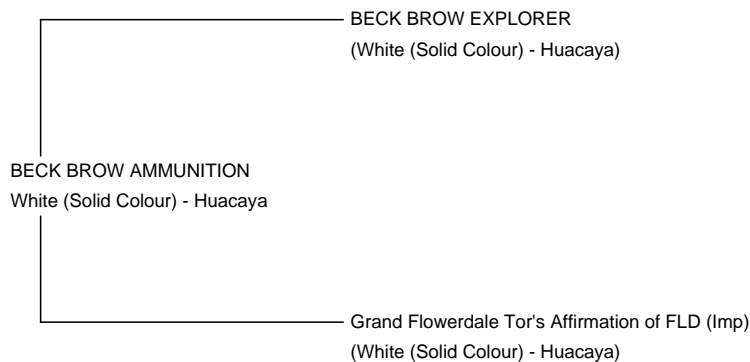 BECK BROW EXPLORER
(White (Solid Colour) - Huacaya)
BECK BROW AMMUNITION
White (Solid Colour) - Huacaya
Grand Flowerdale Tor's Affirmation of FLD (Imp)
(White (Solid Colour) - Huacaya)